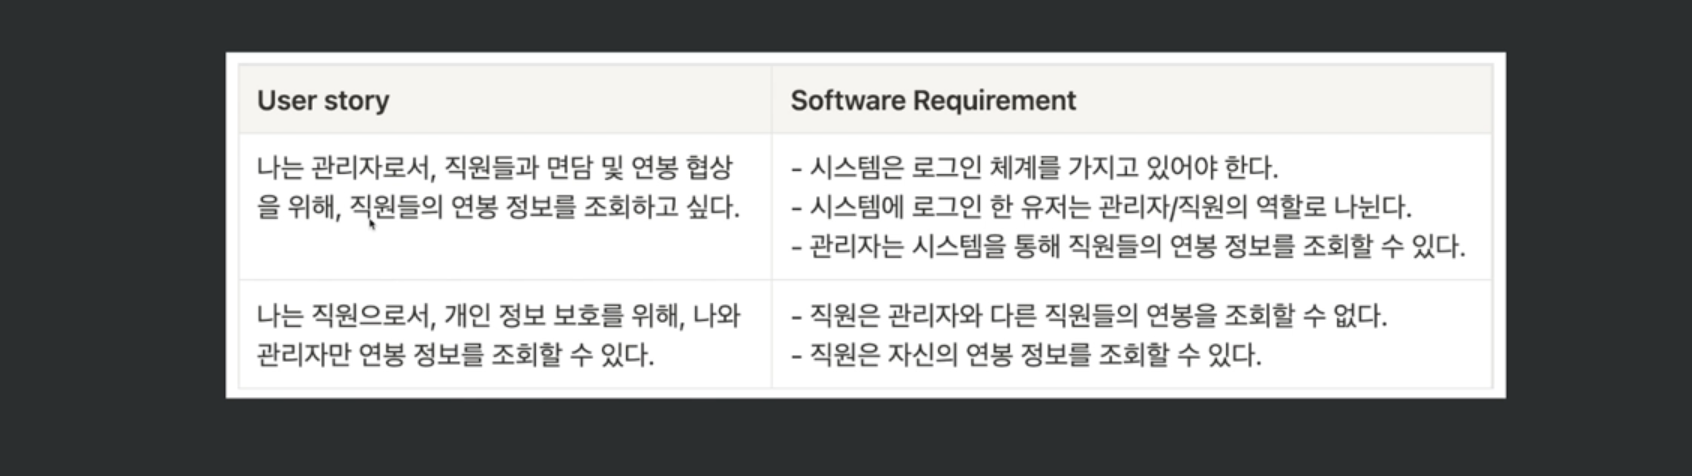 User story
Software Requirement
나는 관리자로서, 직원들과 면담 및 연봉 협상
을 위해, 직원들의 연봉 정보를 조회하고 싶다.
- 시스템은 로그인 체계를 가지고 있어야 한다.
- 시스템에 로그인 한 유저는 관리자/직원의 역할로 나뉜다.
- 관리자는 시스템을 통해 직원들의 연봉 정보를 조회할 수 있다.
나는 직원으로서, 개인 정보 보호를 위해, 나와
관리자만 연봉 정보를 조회할 수 있다.
- 직원은 관리자와 다른 직원들의 연봉을 조회할 수 없다.
- 직원은 자신의 연봉 정보를 조회할 수 있다.